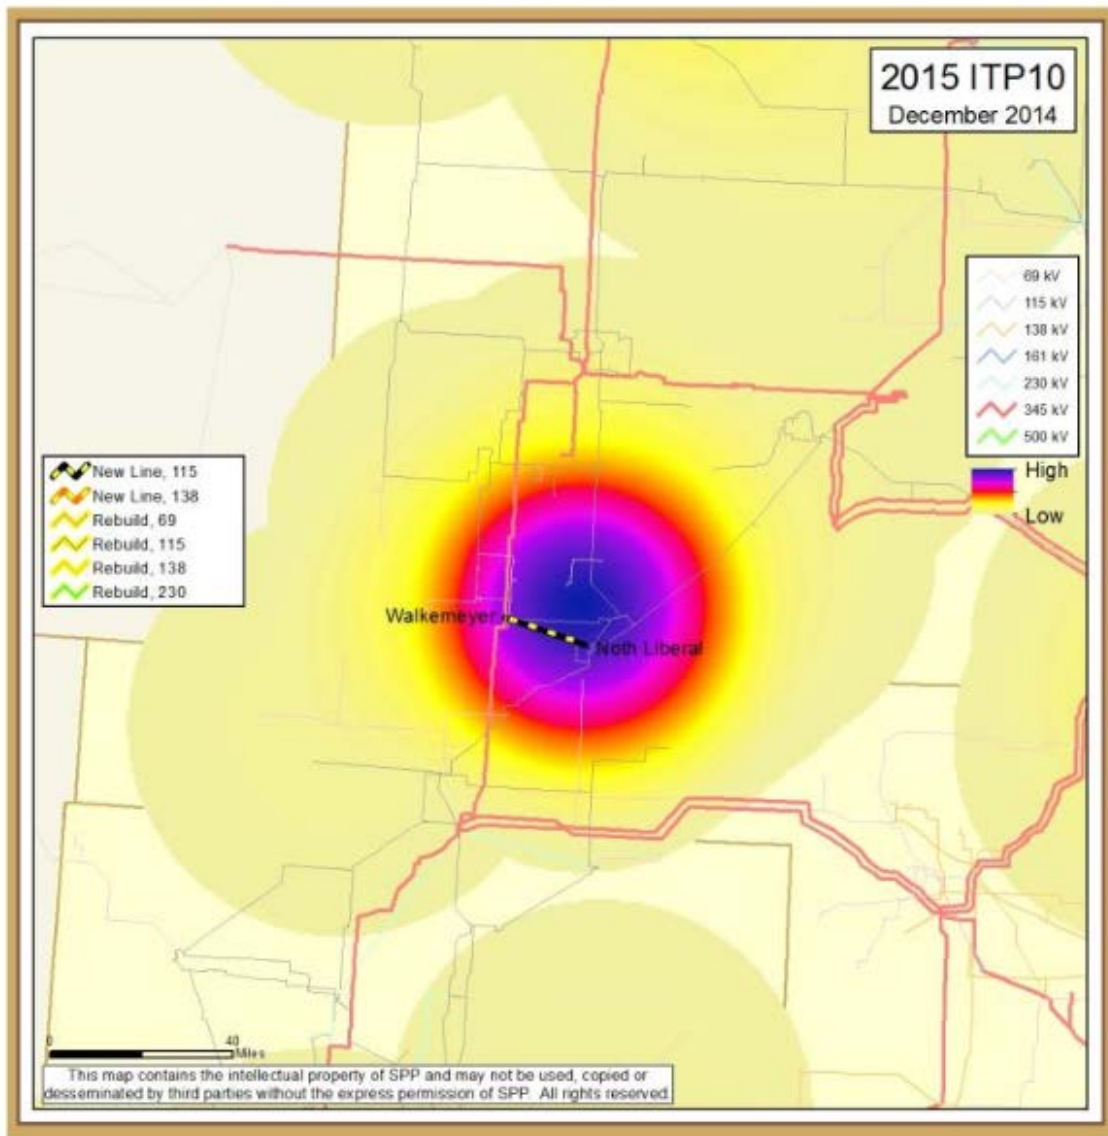 2015 ITP10
December 2014
69 kV
115 kV
138 kV
161 kV
230 kV
345 kV
500 kV
High
Low
New Line, 115
New Line, 138
Rebuild, 69
Rebuild, 115
Rebuild, 138
Rebuild, 230
Walkemeyer
Noth Liberal
0 40
Miles
This map contains the intellectual property of SPP and may not be used, copied or
desseminated by third parties without the express permission of SPP. All rights reserved.